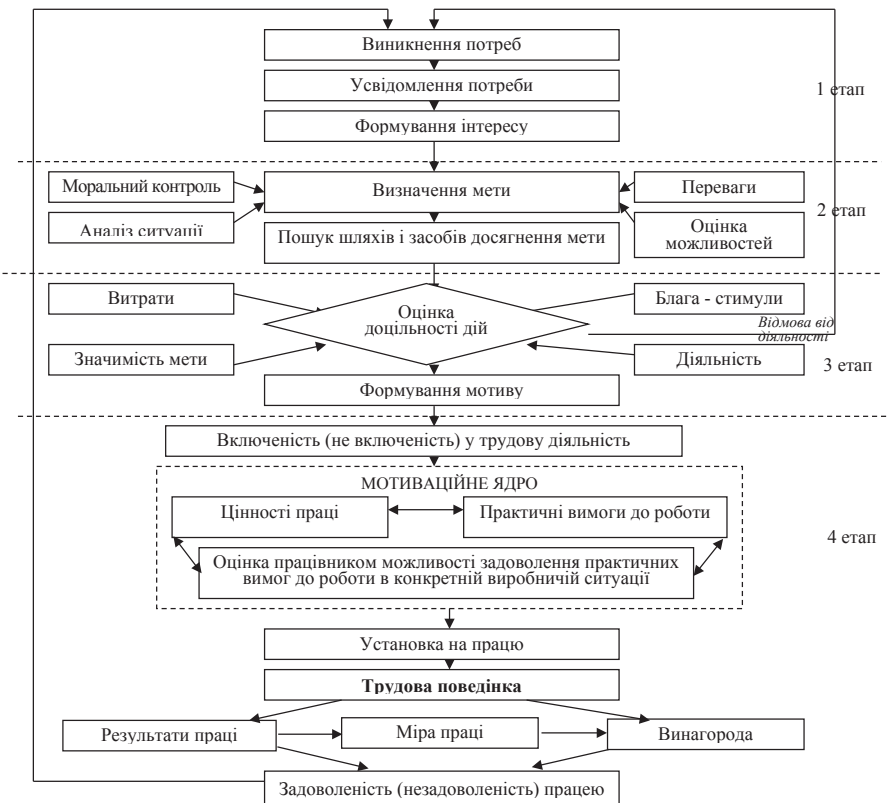 Виникнення потреб
Усвідомлення потреби
1 етап
Формування інтересу
Моральний контроль
Визначення мети
Переваги
2 етап
Аналіз ситуації
Пошук шляхів і засобів досягнення мети
Оцінка
можливостей
Витрати
Оцінка
доцільності дій
Блага - стимули
Відмова від
діяльності
Значимість мети
Діяльність
3 етап
Формування мотиву
Включеність (не включеність) у трудову діяльність
МОТИВАЦІЙНЕ ЯДРО
Цінності праці
Практичні вимоги до роботи
4 етап
Оцінка працівником можливості задоволення практичних
вимог до роботи в конкретній виробничій ситуації
Установка на працю
Трудова поведінка
Результати праці
Міра праці
Винагорода
Задоволеність (незадоволеність) працею